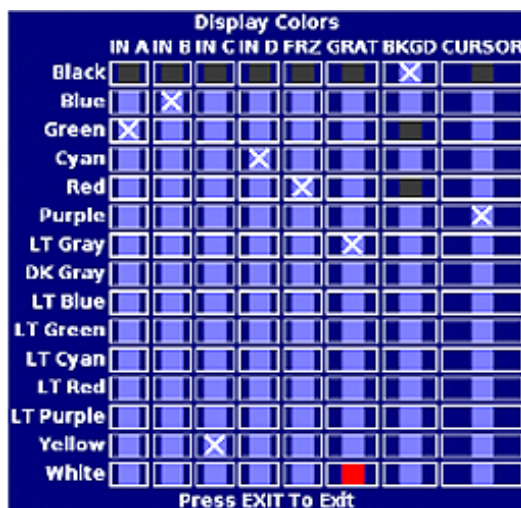 Display Colors
IN A IN B IN C IN D FRZ GRAT BKGD CURSOR
Black
Blue
Green
Cyan
Red
Purple
LT Gray
DK Gray
LT Blue
LT Green
LT Cyan
LT Red
LT Purple
Yellow
White
Press EXIT To Exit